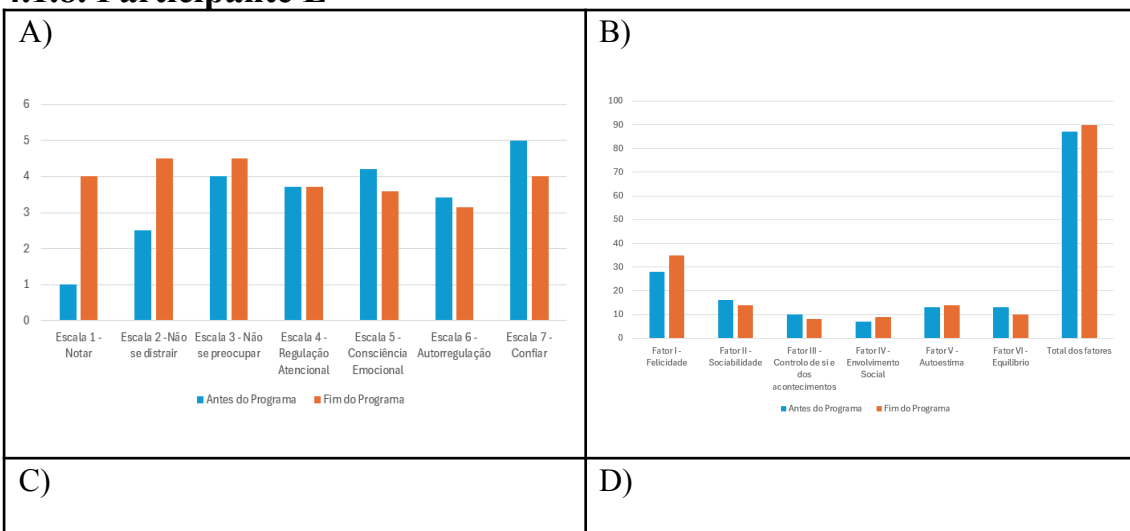 4.1.8. Participante E
A)
6
5
4
3
2
1
0
Escala 1 -
Notar
Escala 2 -Não
se distrair
Escala 3 - Não
se preocupar
Escala 4 -
Regulação
Atencional
Escala 5 -
Consciência
Emocional
Escala 6 -
Autorregulação
Escala 7 -
Confiar
Antes do Programa Fim do Programa
B)
100
90
80
70
60
50
40
30
20
10
0
Fator I -
Felicidade
Fator II -
Sociabilidade
Fator III -
Controlo de si e
dos
acontecimentos
Fator IV -
Envolvimento
Social
Fator V -
Autoestima
Fator VI -
Equilíbrio
Total dos fatores
Antes do Programa Fim do Programa
C)
D)